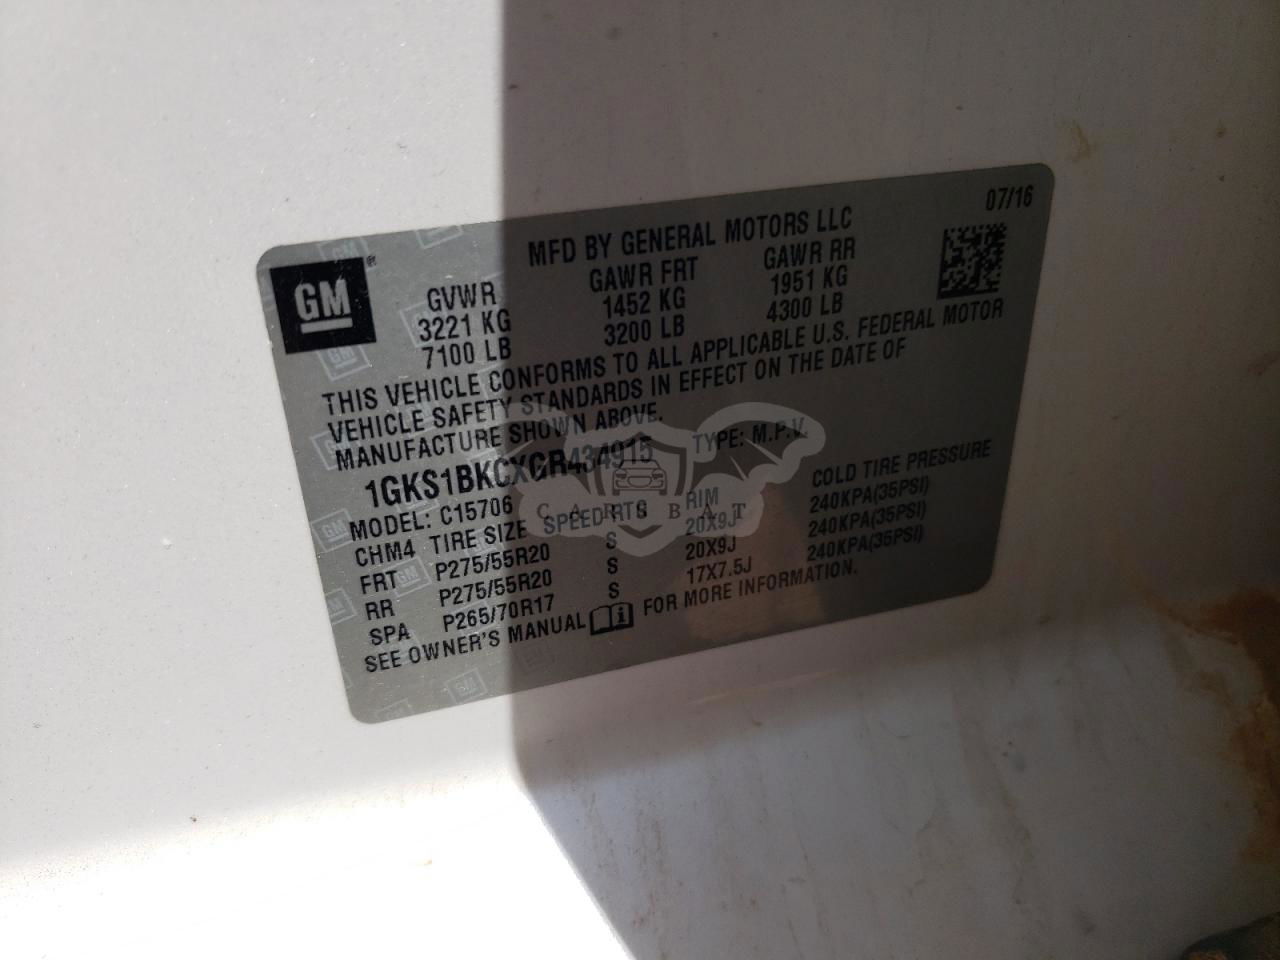 07/16
MFD BY GENERAL MOTORS LLC
GM®
GVWR GAWR FRT GAWR RR
3221 KG 1452 KG 1951 KG
7100 LB 3200 LB 4300 LB
THIS VEHICLE CONFORMS TO ALL APPLICABLE U.S. FEDERAL MOTOR
VEHICLE SAFETY STANDARDS IN EFFECT ON THE DATE OF
MANUFACTURE SHOWN ABOVE.
1GKS1BKCXGR434915 TYPE: M.P.V.
MODEL: C15706
CHM4 TIRE SIZE SPEED RTG RIM COLD TIRE PRESSURE
FRT P275/55R20 S 20X9J 240KPA(35PSI)
RR P275/55R20 S 20X9J 240KPA(35PSI)
SPA P265/70R17 S 17X7.5J 240KPA(35PSI)
SEE OWNER'S MANUAL FOR MORE INFORMATION.
CARSBAT